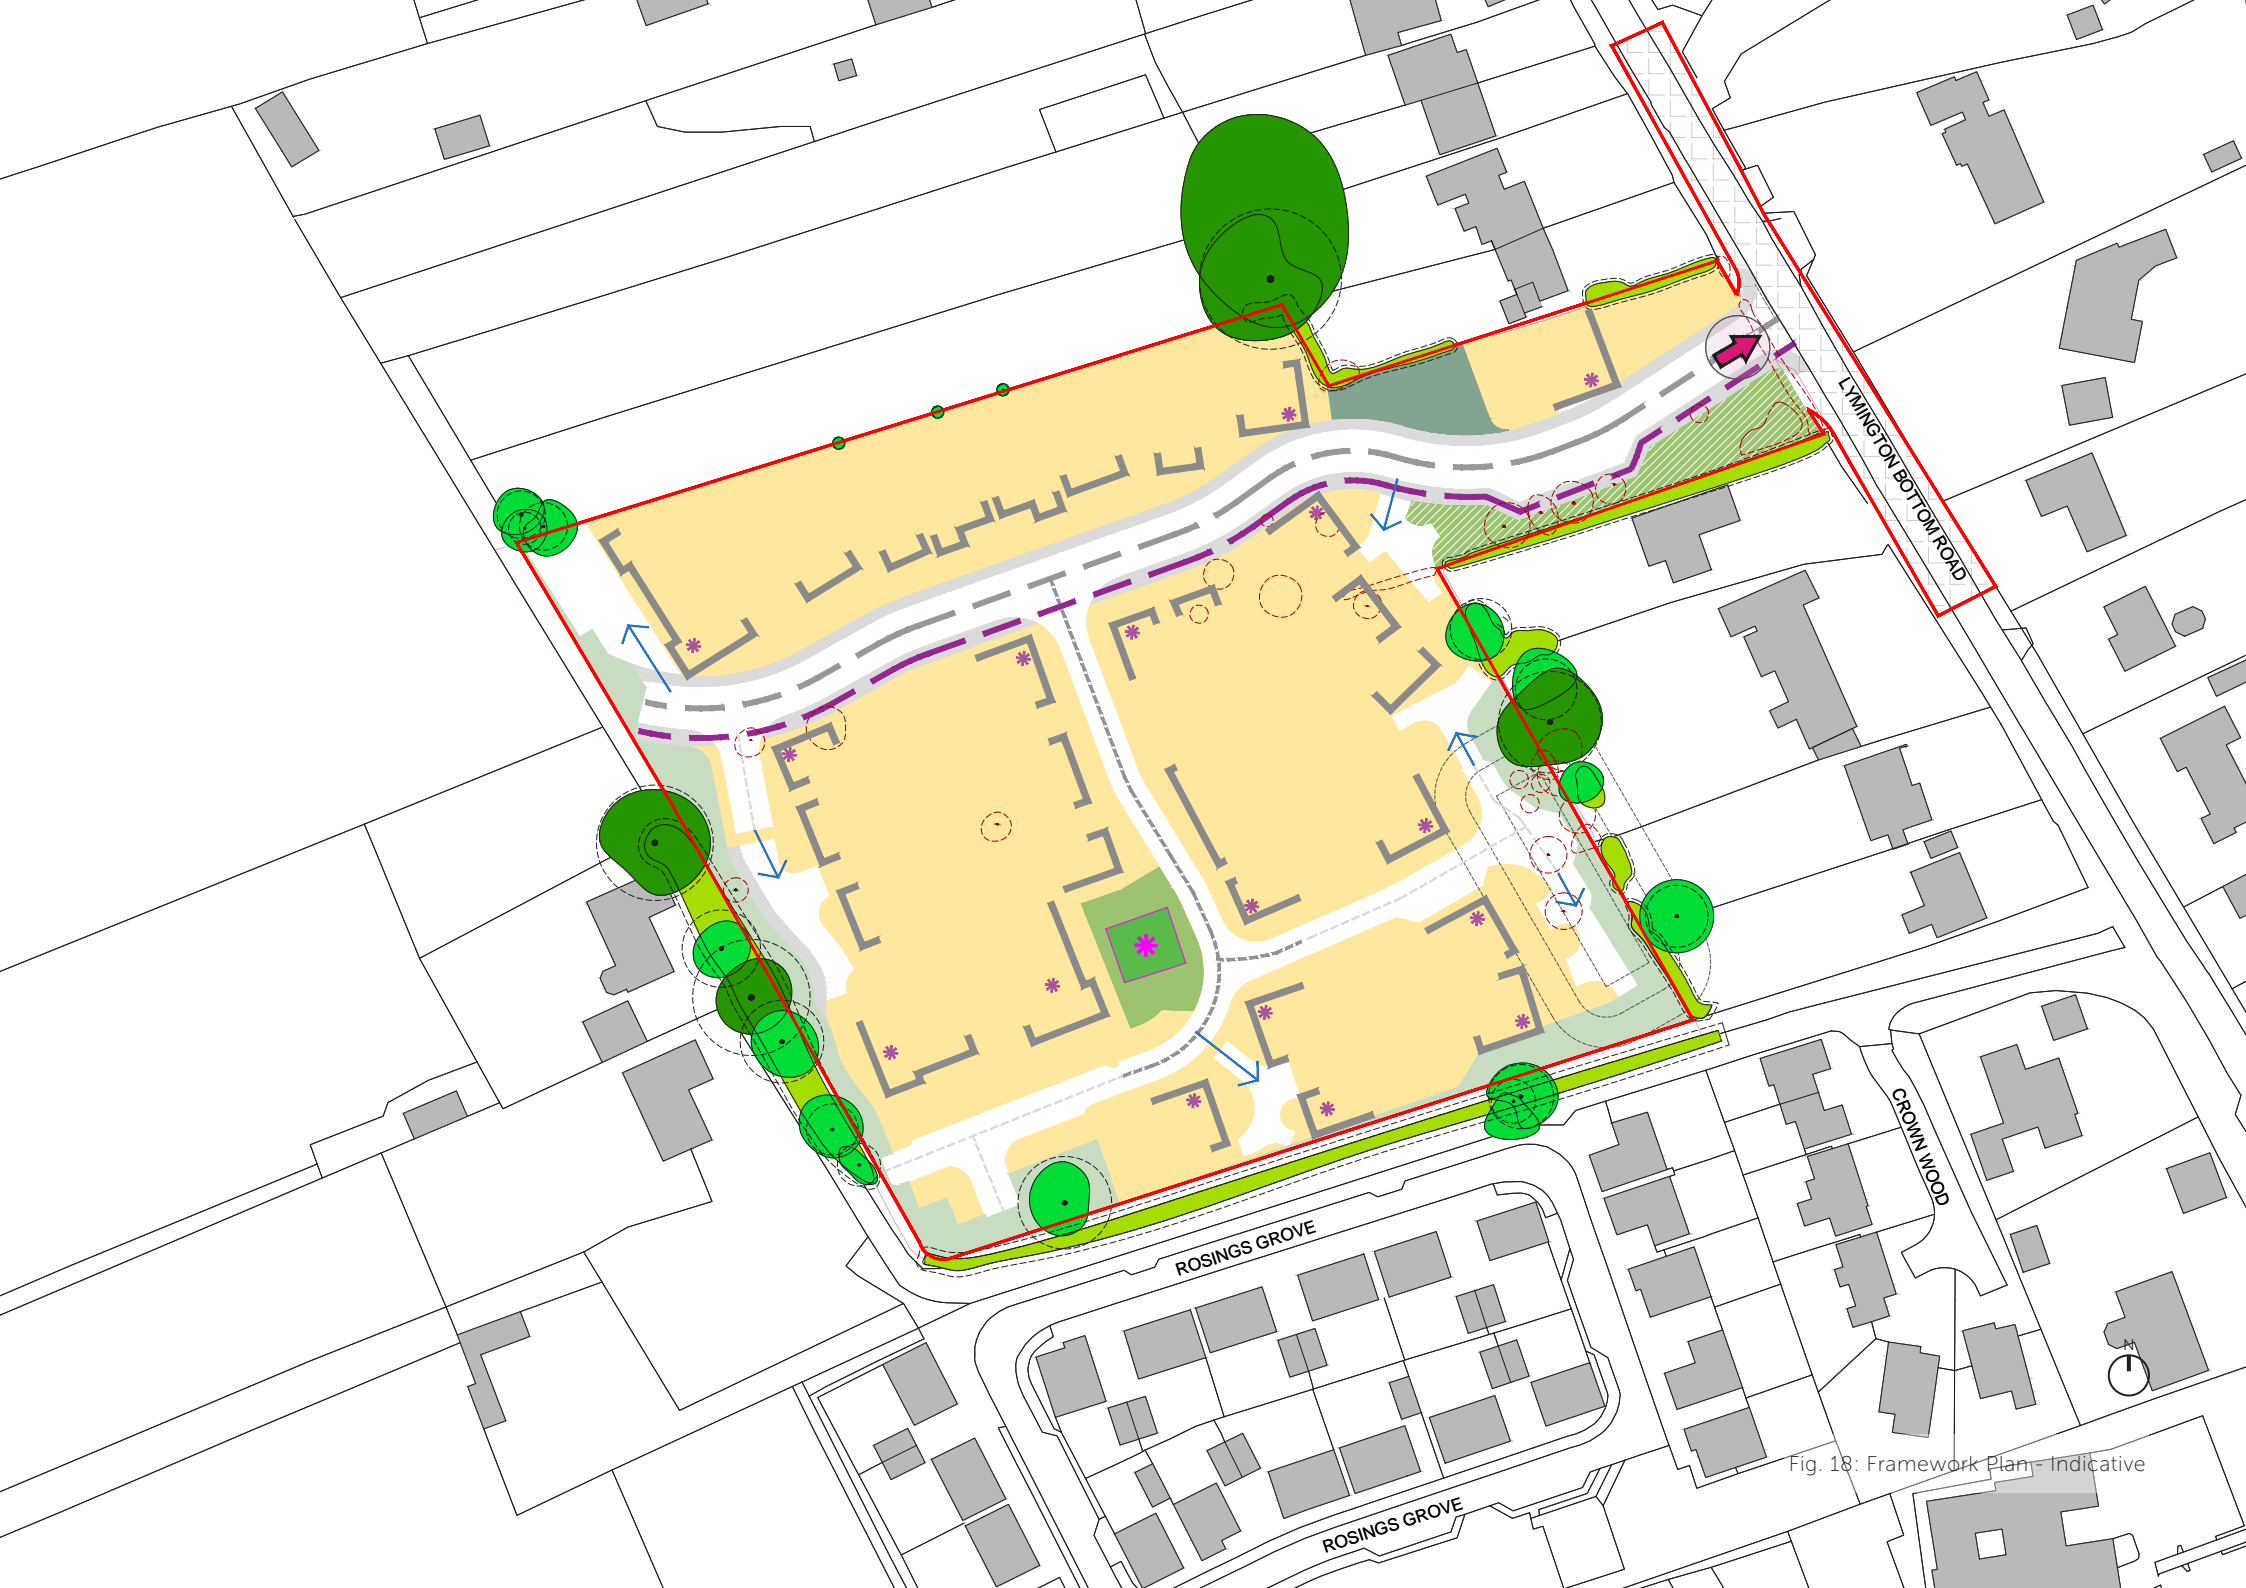 LYMINGTON BOTTOM ROAD
CROWN WOOD
ROSINGS GROVE
N
Fig. 18: Framework Plan - Indicative
ROSINGS GROVE